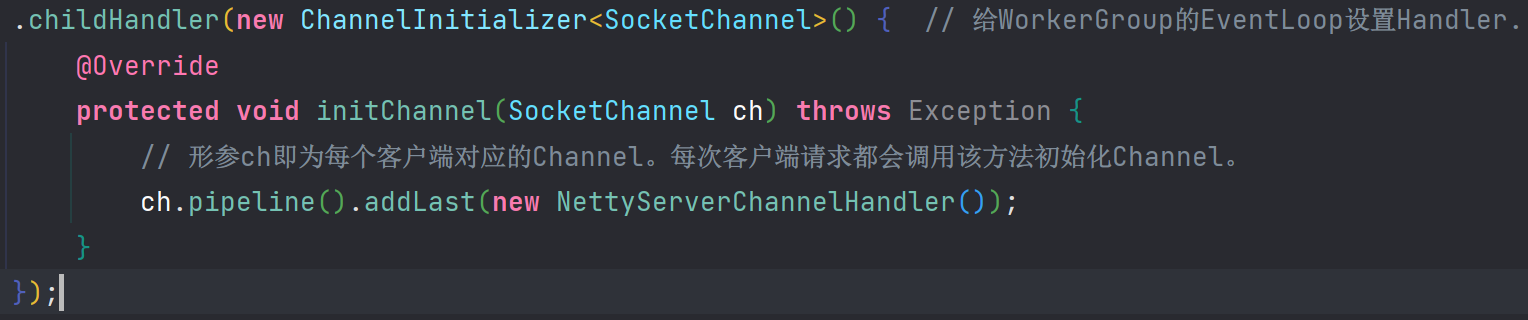 .childHandler(new ChannelInitializer<SocketChannel>() {  // 给WorkerGroup的EventLoop设置Handler.
@Override
protected void initChannel(SocketChannel ch) throws Exception {
// 形参ch即为每个客户端对应的Channel。每次客户端请求都会调用该方法初始化Channel。
ch.pipeline().addLast(new NettyServerChannelHandler());
}
});